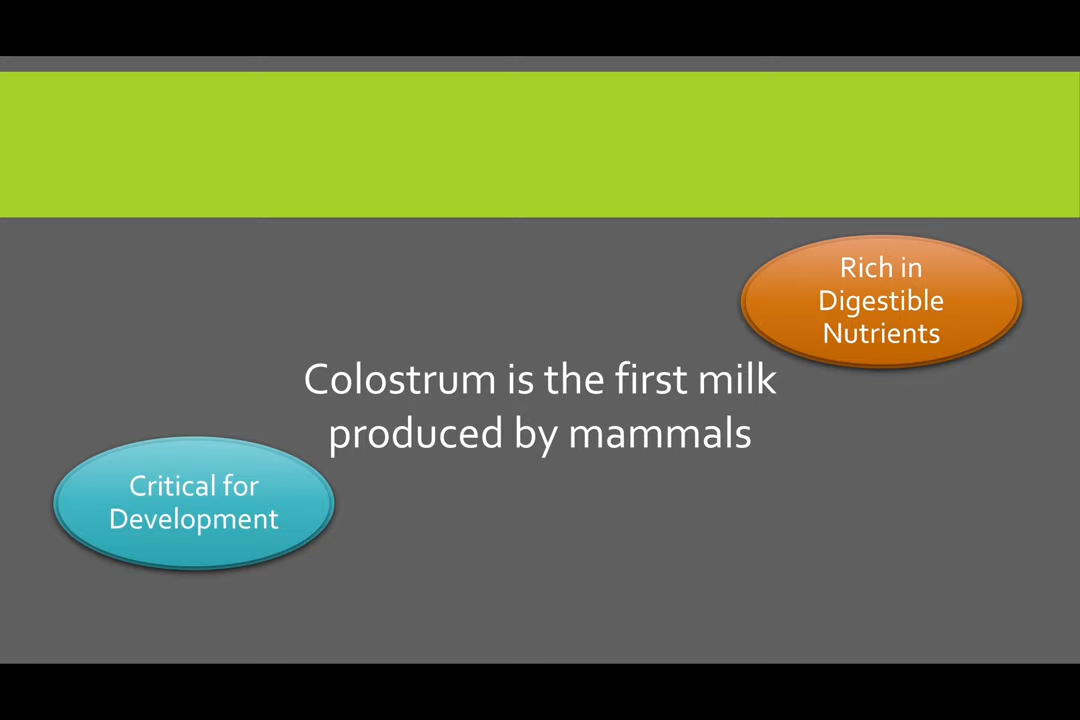 Rich in
Digestible
Nutrients
Colostrum is the first milk
produced by mammals
Critical for
Development